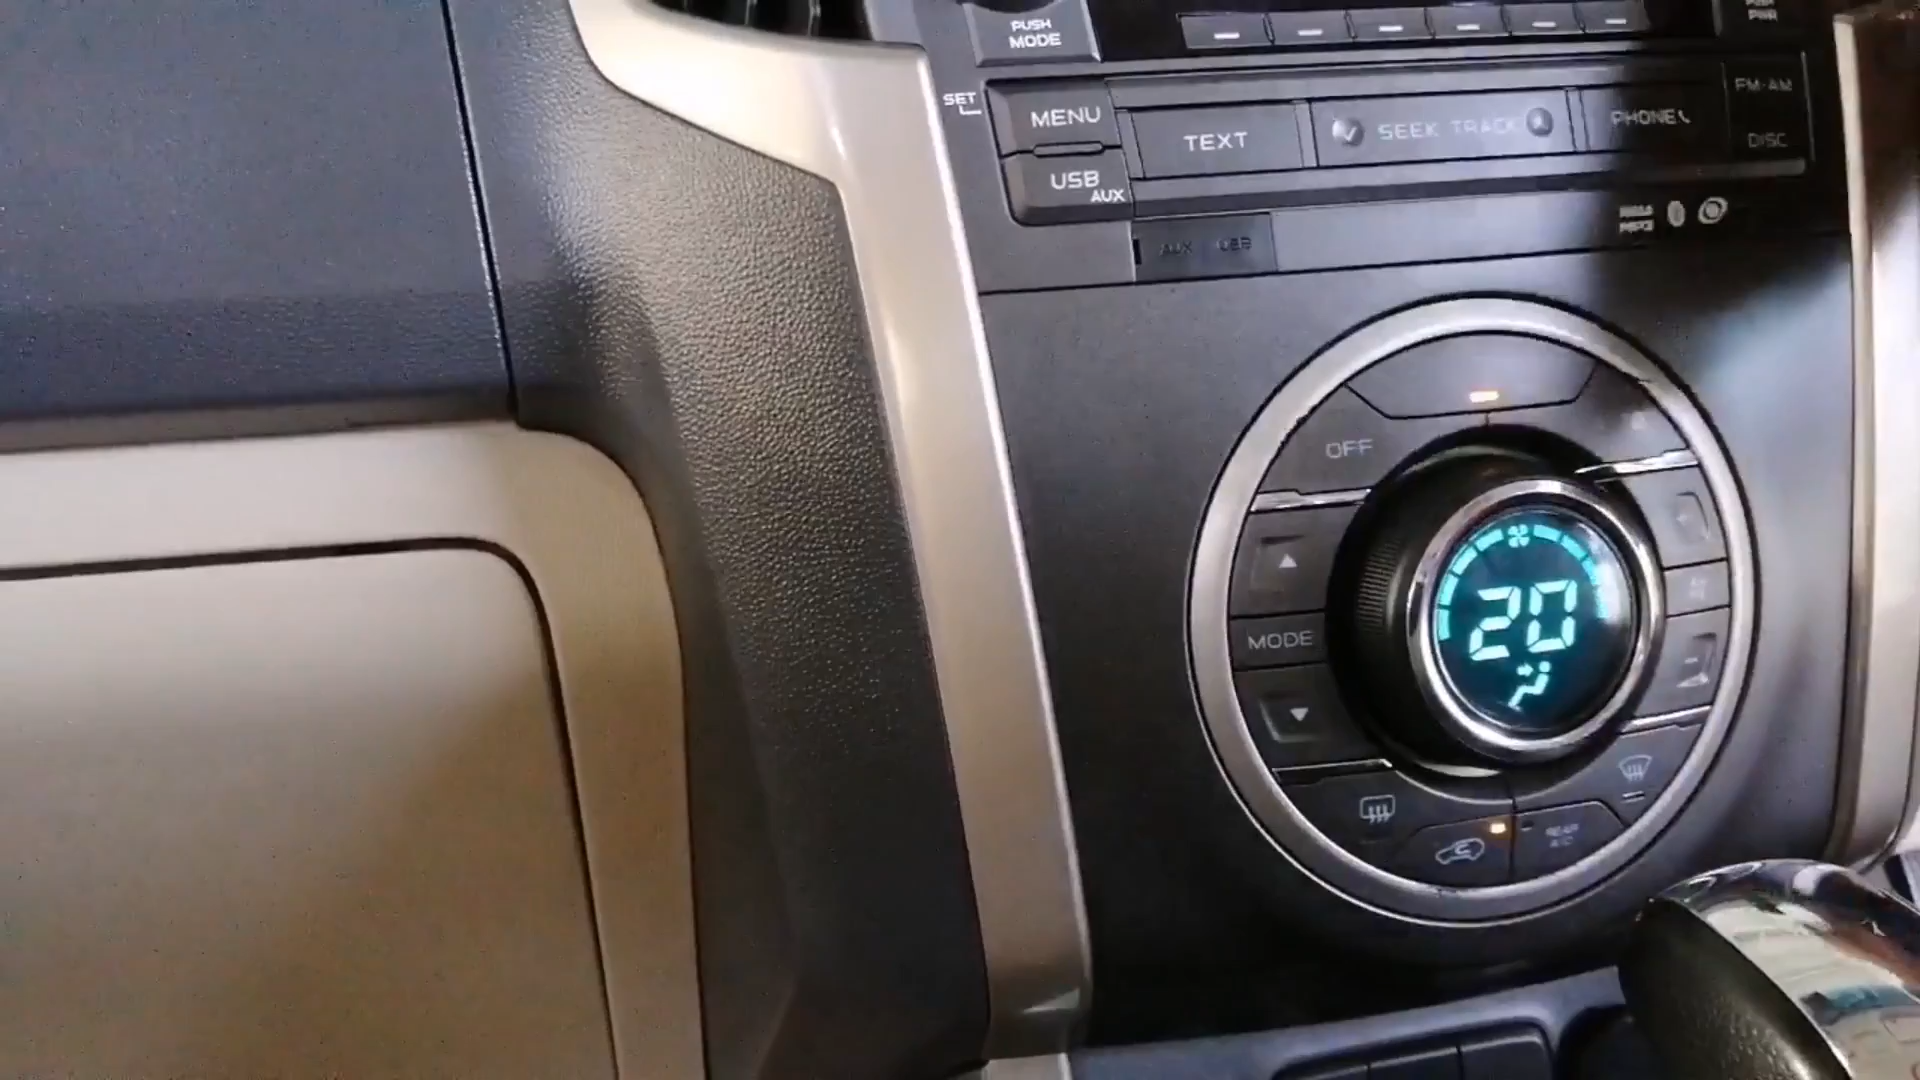 PUSH
MODE
SET
MENU
TEXT
SEEK TRACK
PHONE
FM-AM
DISC
USB
AUX
AUX USB
OFF
MODE
20
REAR
A/C